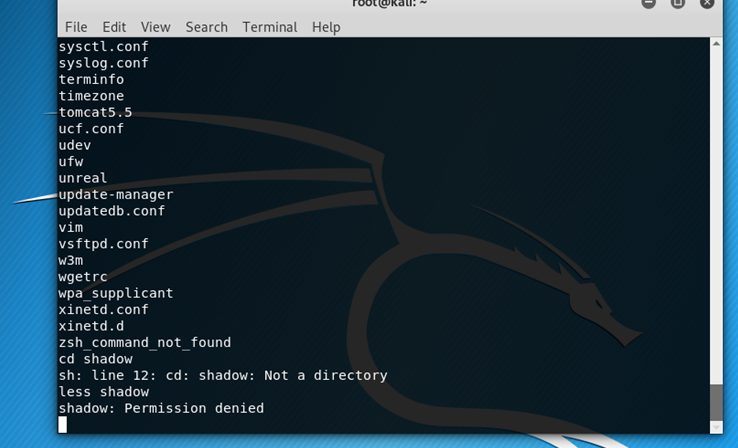 root@kali: ~
File Edit View Search Terminal Help
sysctl.conf
syslog.conf
terminfo
timezone
tomcat5.5
ucf.conf
udev
ufw
unreal
update-manager
updatedb.conf
vim
vsftpd.conf
w3m
wgetrc
wpa_supplicant
xinetd.conf
xinetd.d
zsh_command_not_found
cd shadow
sh: line 12: cd: shadow: Not a directory
less shadow
shadow: Permission denied